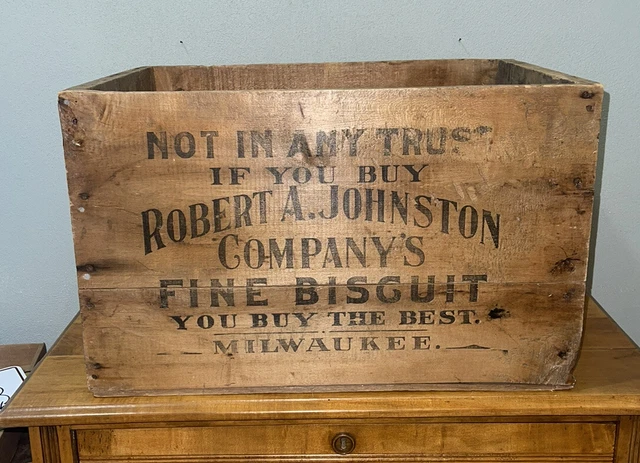 NOT IN ANY TRUST
IF YOU BUY
ROBERT A. JOHNSTON
COMPANY'S
FINE BISCUIT
YOU BUY THE BEST.
MILWAUKEE.